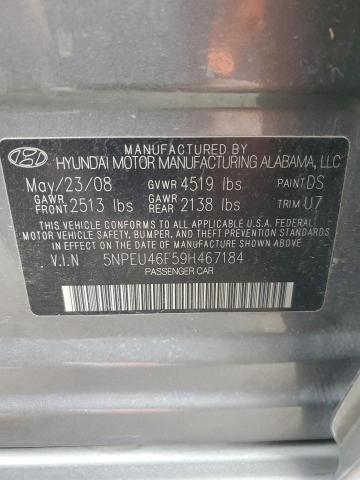 MANUFACTURED BY
HYUNDAI MOTOR MANUFACTURING ALABAMA, LLC
May/23/08 GVWR 4519 lbs PAINT DS
GAWR FRONT 2513 lbs GAWR REAR 2138 lbs TRIM U7
THIS VEHICLE CONFORMS TO ALL APPLICABLE U.S.A. FEDERAL
MOTOR VEHICLE SAFETY, BUMPER, AND THEFT PREVENTION STANDARDS
IN EFFECT ON THE DATE OF MANUFACTURE SHOWN ABOVE.
V.I.N 5NPEU46F59H467184
PASSENGER CAR